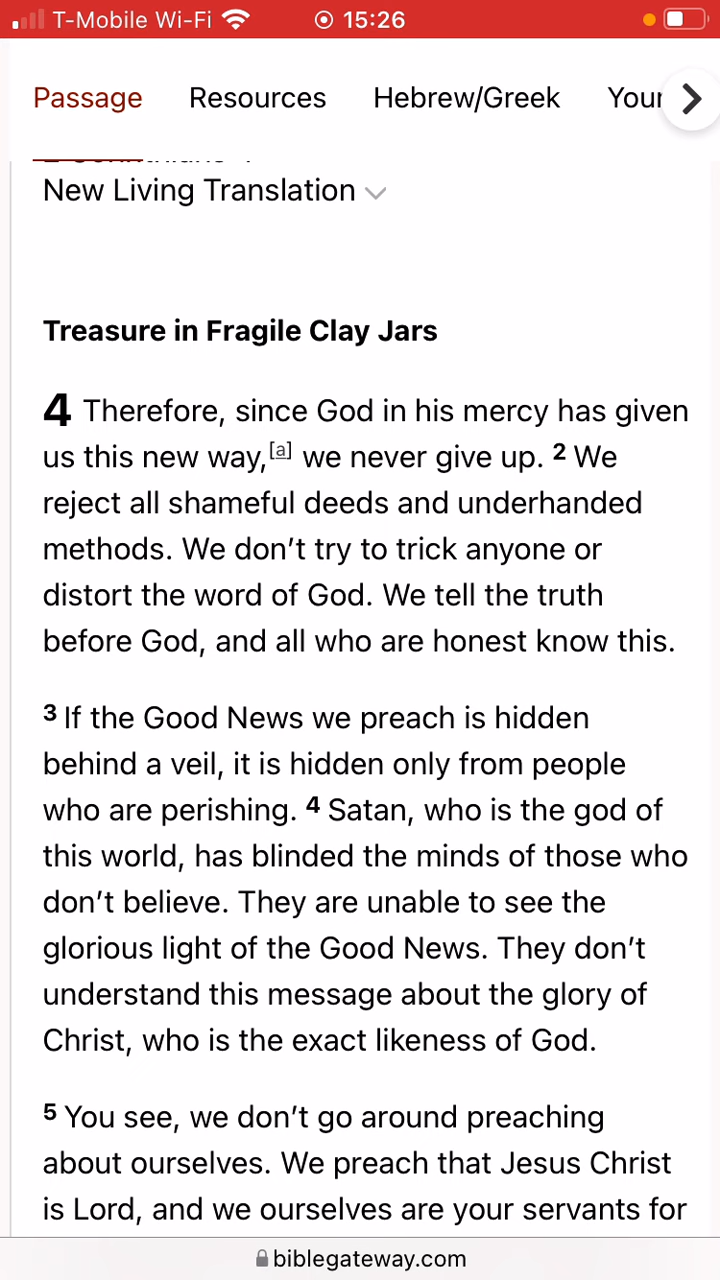 T-Mobile Wi-Fi 15:26
Passage Resources Hebrew/Greek Your
New Living Translation
Treasure in Fragile Clay Jars
4 Therefore, since God in his mercy has given
us this new way,[a] we never give up. 2 We
reject all shameful deeds and underhanded
methods. We don’t try to trick anyone or
distort the word of God. We tell the truth
before God, and all who are honest know this.
3 If the Good News we preach is hidden
behind a veil, it is hidden only from people
who are perishing. 4 Satan, who is the god of
this world, has blinded the minds of those who
don’t believe. They are unable to see the
glorious light of the Good News. They don’t
understand this message about the glory of
Christ, who is the exact likeness of God.
5 You see, we don’t go around preaching
about ourselves. We preach that Jesus Christ
is Lord, and we ourselves are your servants for
biblegateway.com